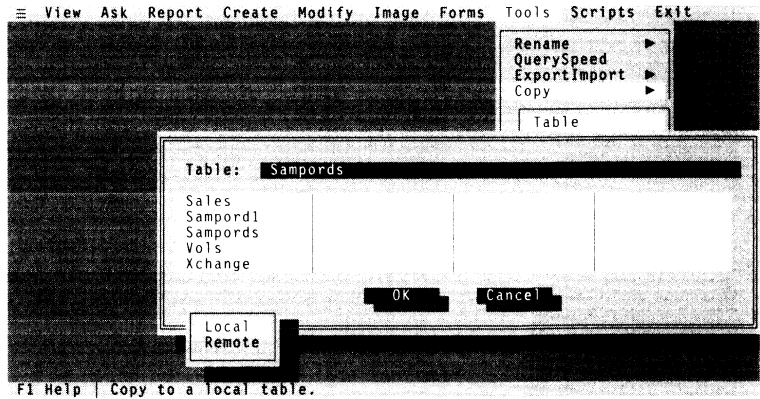 ≡ View Ask Report Create Modify Image Forms Tools Scripts Exit
Rename ►
QuerySpeed
ExportImport ►
Copy ►
Table
Table: Sampords
Sales
Sampord1
Sampords
Vols
Xchange
OK Cancel
Local
Remote
F1 Help | Copy to a local table.